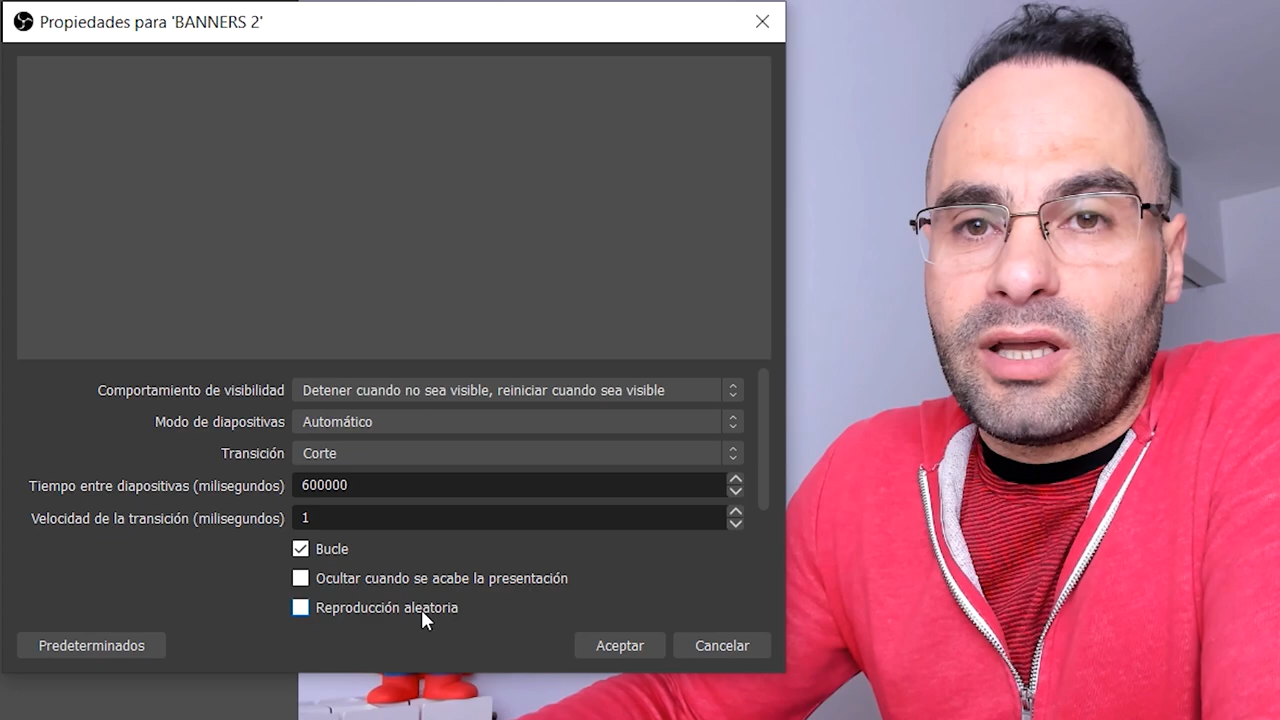 Propiedades para 'BANNERS 2'
Comportamiento de visibilidad Detener cuando no sea visible, reiniciar cuando sea visible
Modo de diapositivas Automático
Transición Corte
Tiempo entre diapositivas (milisegundos) 600000
Velocidad de la transición (milisegundos) 1
Bucle
Ocultar cuando se acabe la presentación
Reproducción aleatoria
Predeterminados Aceptar Cancelar